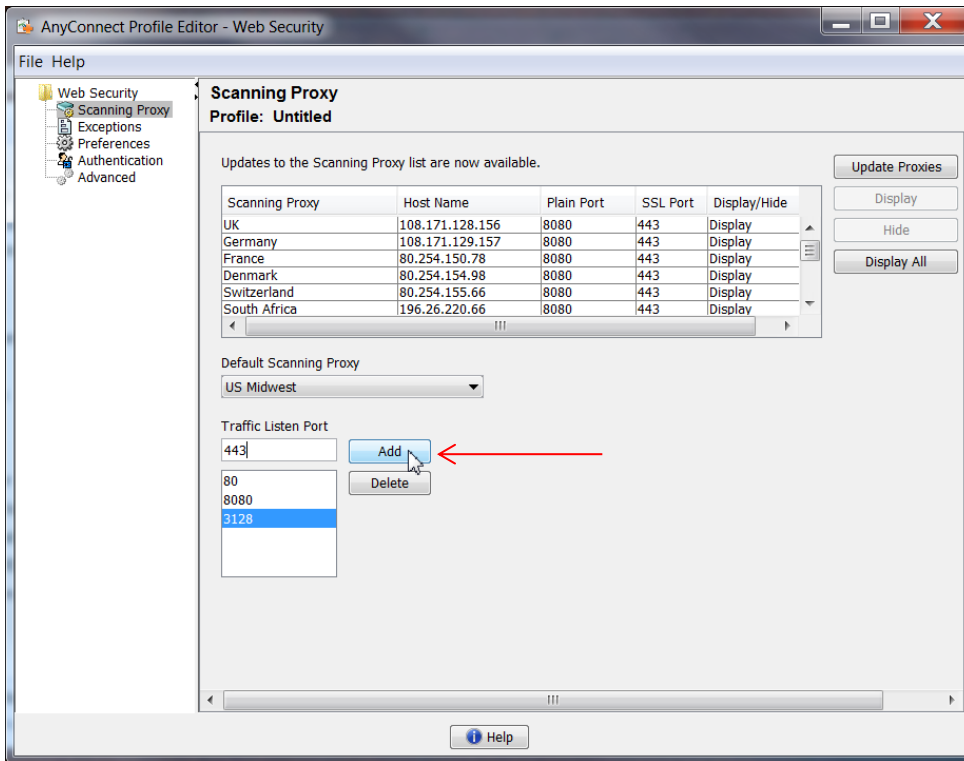 AnyConnect Profile Editor - Web Security
File Help
Web Security
Scanning Proxy
Exceptions
Preferences
Authentication
Advanced
Scanning Proxy
Profile: Untitled
Updates to the Scanning Proxy list are now available.
Scanning Proxy Host Name Plain Port SSL Port Display/Hide
UK 108.171.128.156 8080 443 Display
Germany 108.171.129.157 8080 443 Display
France 80.254.150.78 8080 443 Display
Denmark 80.254.154.98 8080 443 Display
Switzerland 80.254.155.66 8080 443 Display
South Africa 196.26.220.66 8080 443 Display
Update Proxies
Display
Hide
Display All
Default Scanning Proxy
US Midwest
Traffic Listen Port
443 Add
Delete
80
8080
3128
Help